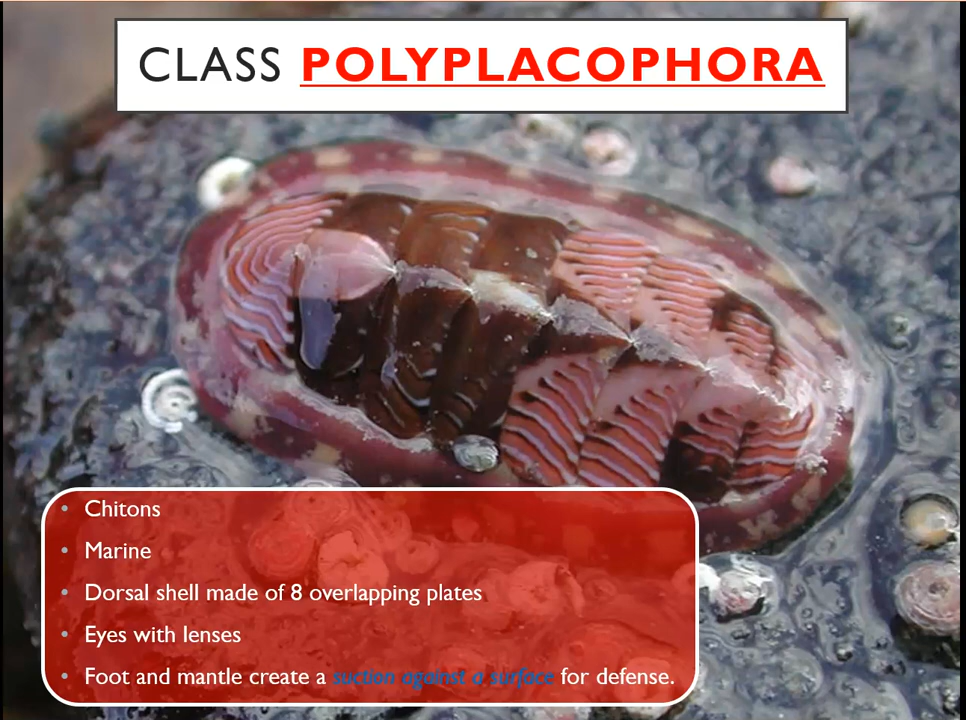 CLASS POLYPLACOPHORA
• Chitons
• Marine
• Dorsal shell made of 8 overlapping plates
• Eyes with lenses
• Foot and mantle create a suction against a surface for defense.